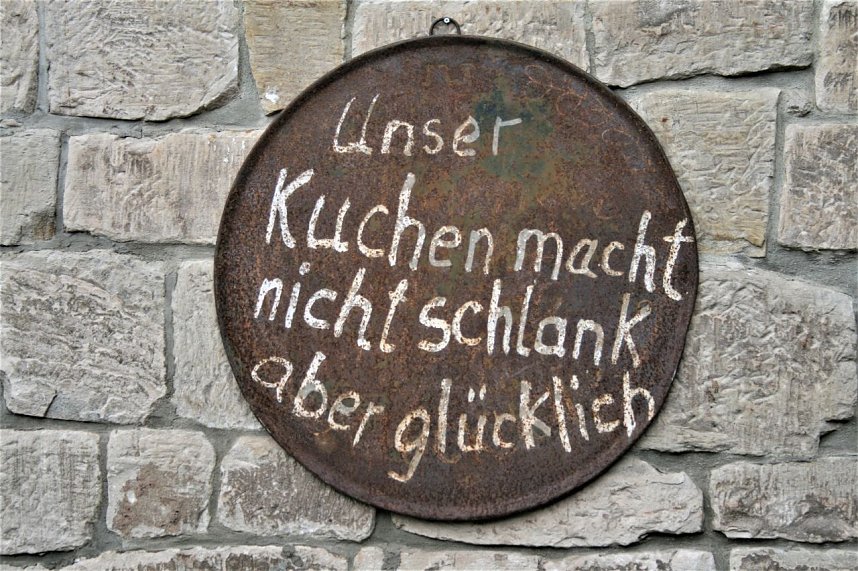 Unser
Kuchen macht
nicht schlank
aber glücklich